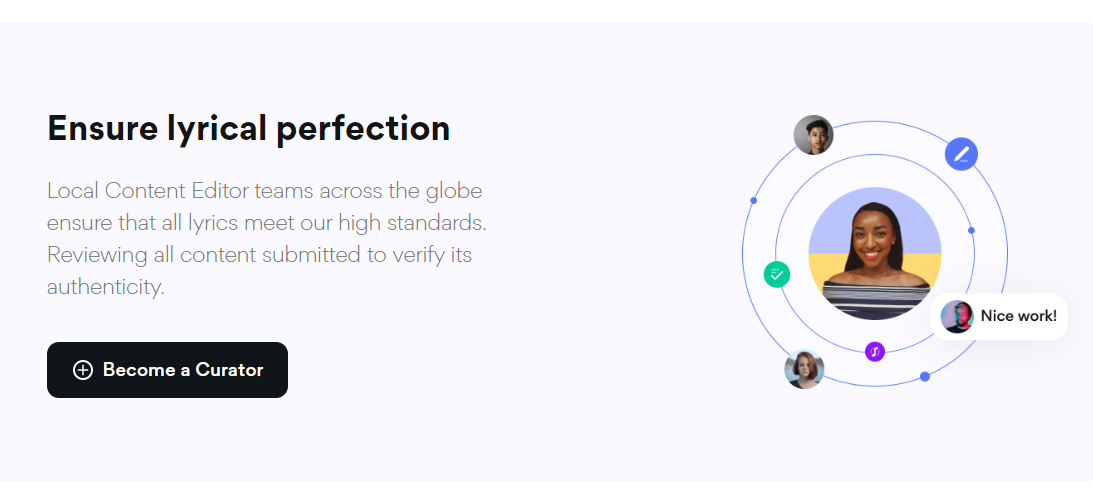 Ensure lyrical perfection
Local Content Editor teams across the globe
ensure that all lyrics meet our high standards.
Reviewing all content submitted to verify its
authenticity.
Nice work!
Become a Curator